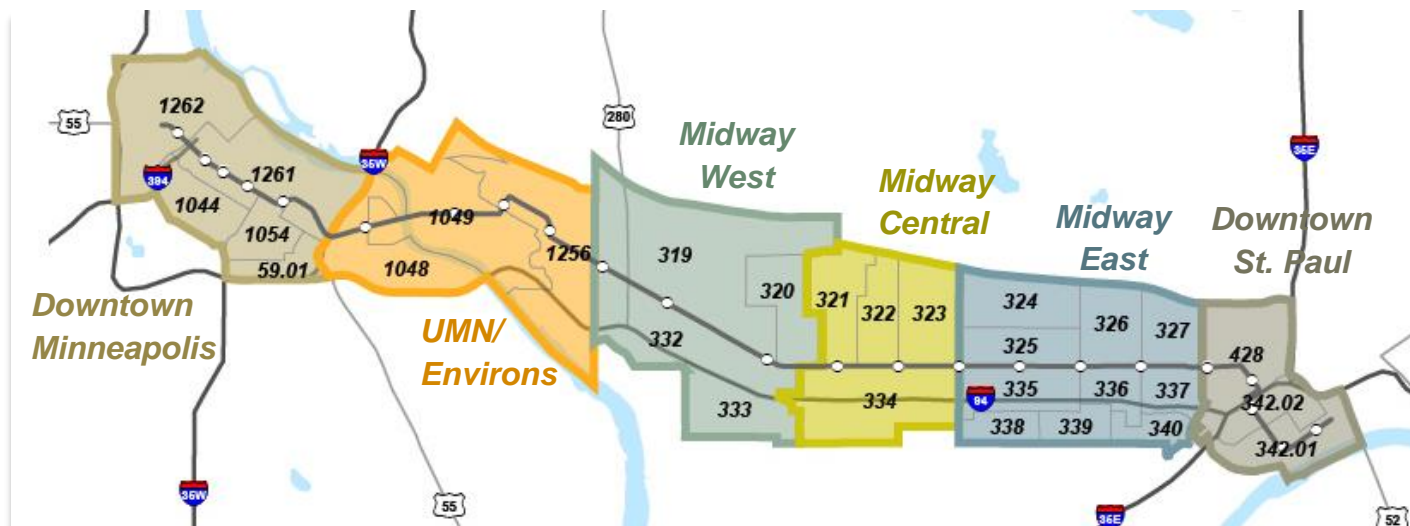 1262
55
394
1261
1044
1054
59.01
Downtown
Minneapolis
35W
35W
1049
1048
1256
UMN/
Environs
55
280
Midway
West
319
320
332
333
Midway
Central
321
322
323
334
Midway
East
324
325
326
327
335
336
337
94
338
339
340
35E
Downtown
St. Paul
428
342.02
342.01
35E
52